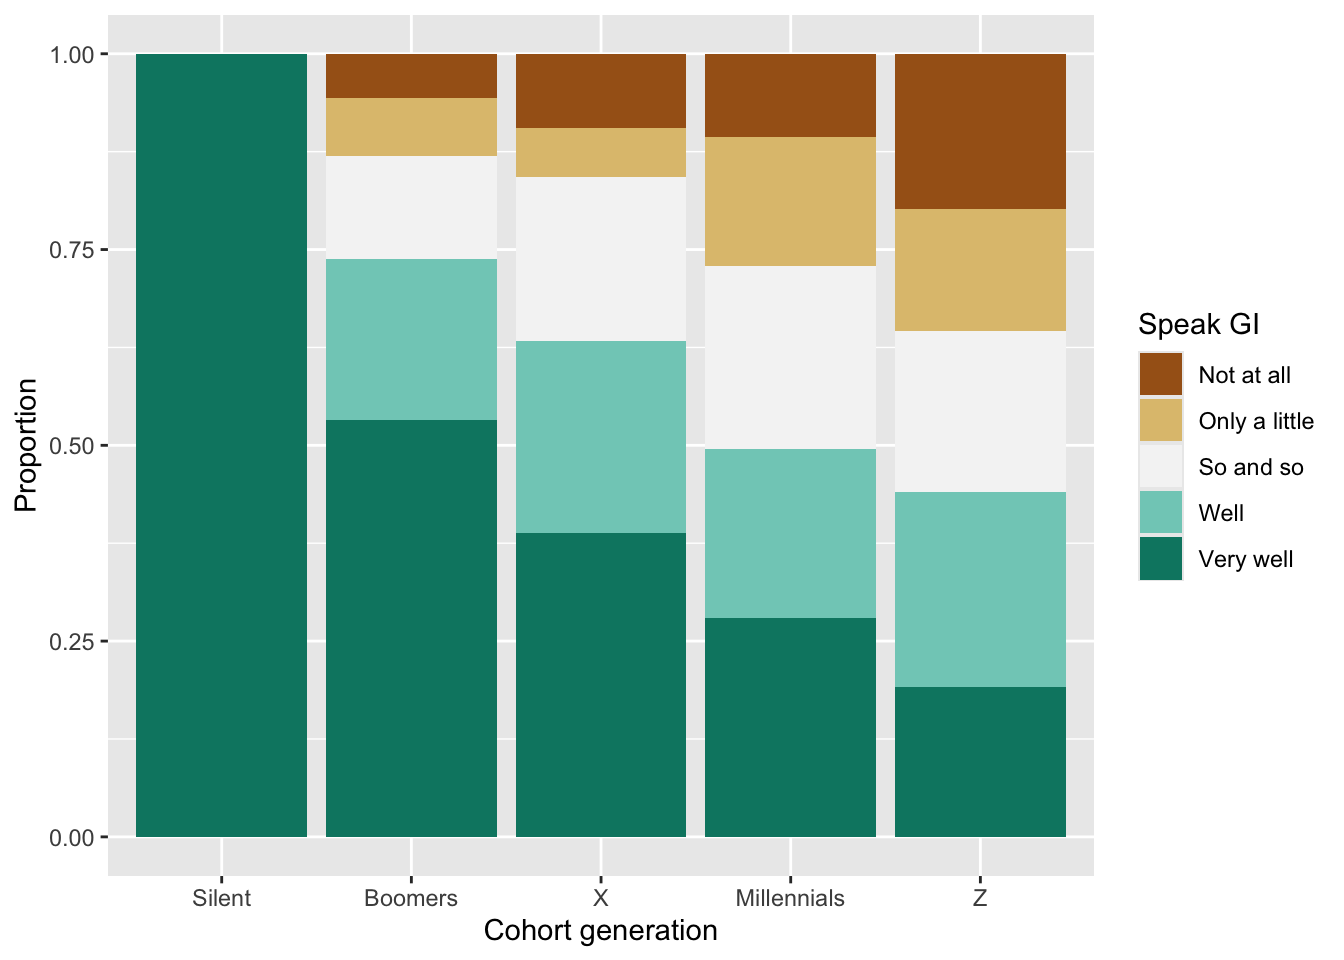 1.00
0.75
0.50
0.25
0.00
Proportion
Silent
Boomers
X
Millennials
Z
Cohort generation
Speak GI
Not at all
Only a little
So and so
Well
Very well